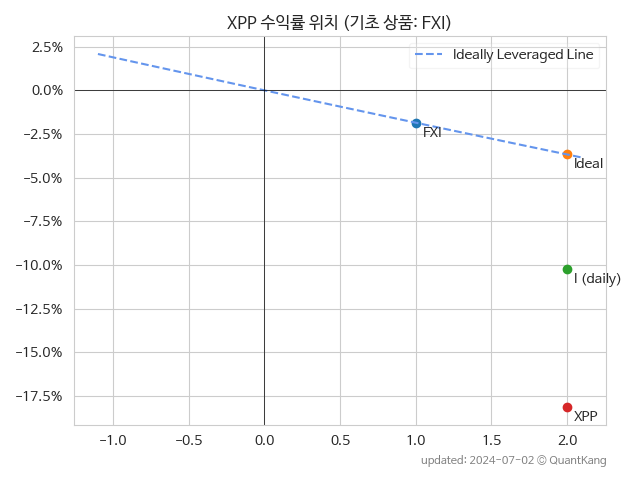 XPP 수익률 위치 (기초 상품: FXI)
2.5%
0.0%
−2.5%
−5.0%
−7.5%
−10.0%
−12.5%
−15.0%
−17.5%
Ideally Leveraged Line
FXI
Ideal
I (daily)
XPP
−1.0 −0.5 0.0 0.5 1.0 1.5 2.0
updated: 2024-07-02 © QuantKang